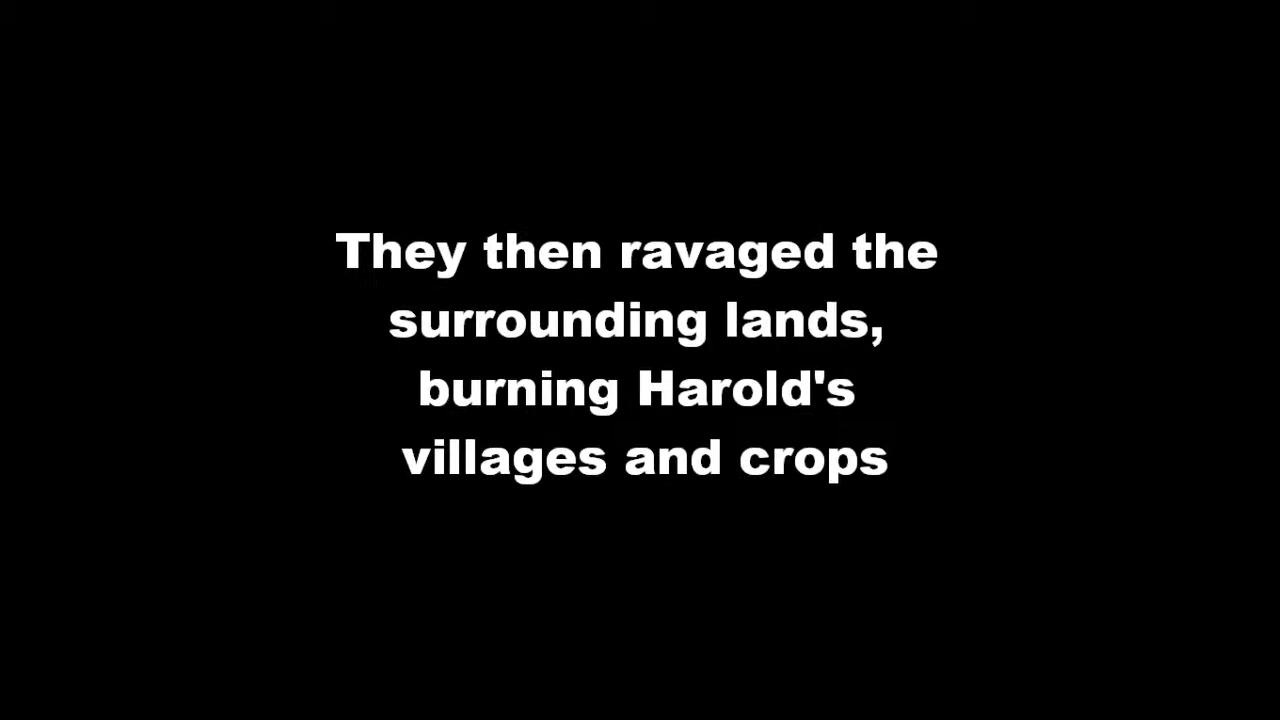 They then ravaged the
surrounding lands,
burning Harold's
villages and crops